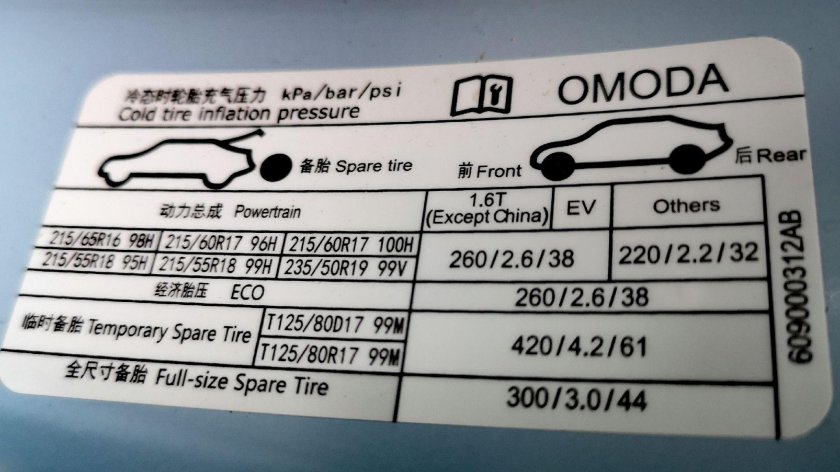 冷态时轮胎充气压力 kPa/bar/psi
Cold tire inflation pressure
OMODA
备胎 Spare tire
前 Front
后 Rear
动力总成 Powertrain
1.6T
(Except China)
EV
Others
215/65R16 98H 215/60R17 96H 215/60R17 100H
215/55R18 95H 215/55R18 99H 235/50R19 99V
260/2.6/38
220/2.2/32
经济胎压 ECO
260/2.6/38
临时备胎 Temporary Spare Tire
T125/80D17 99M
T125/80R17 99M
420/4.2/61
全尺寸备胎 Full-size Spare Tire
300/3.0/44
609000312AB